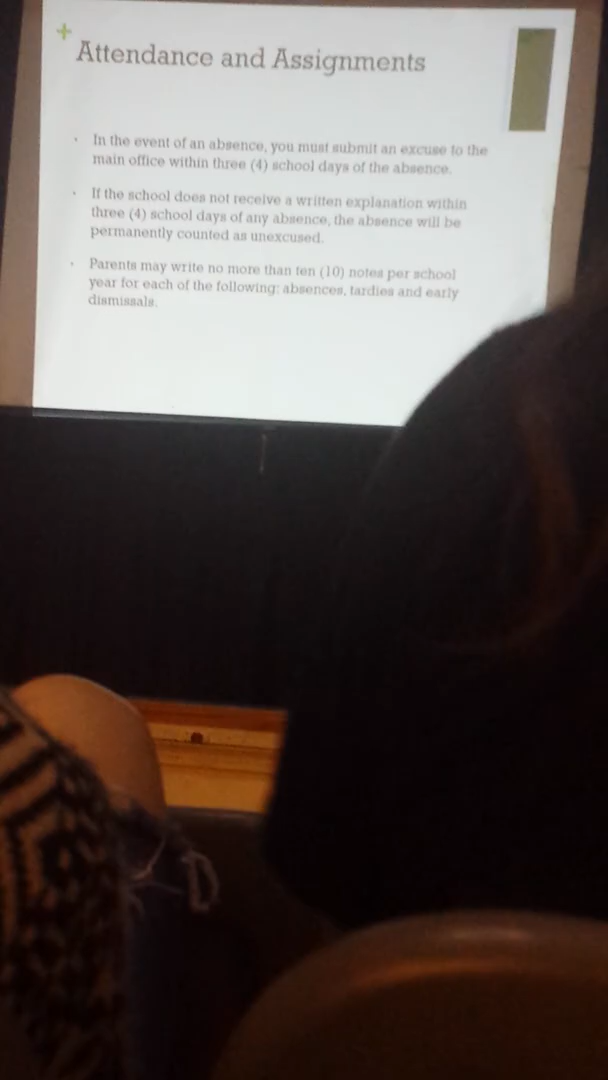 +
Attendance and Assignments
· In the event of an absence, you must submit an excuse to the
main office within three (4) school days of the absence.
· If the school does not receive a written explanation within
three (4) school days of any absence, the absence will be
permanently counted as unexcused.
· Parents may write no more than ten (10) notes per school
year for each of the following: absences, tardies and early
dismissals.